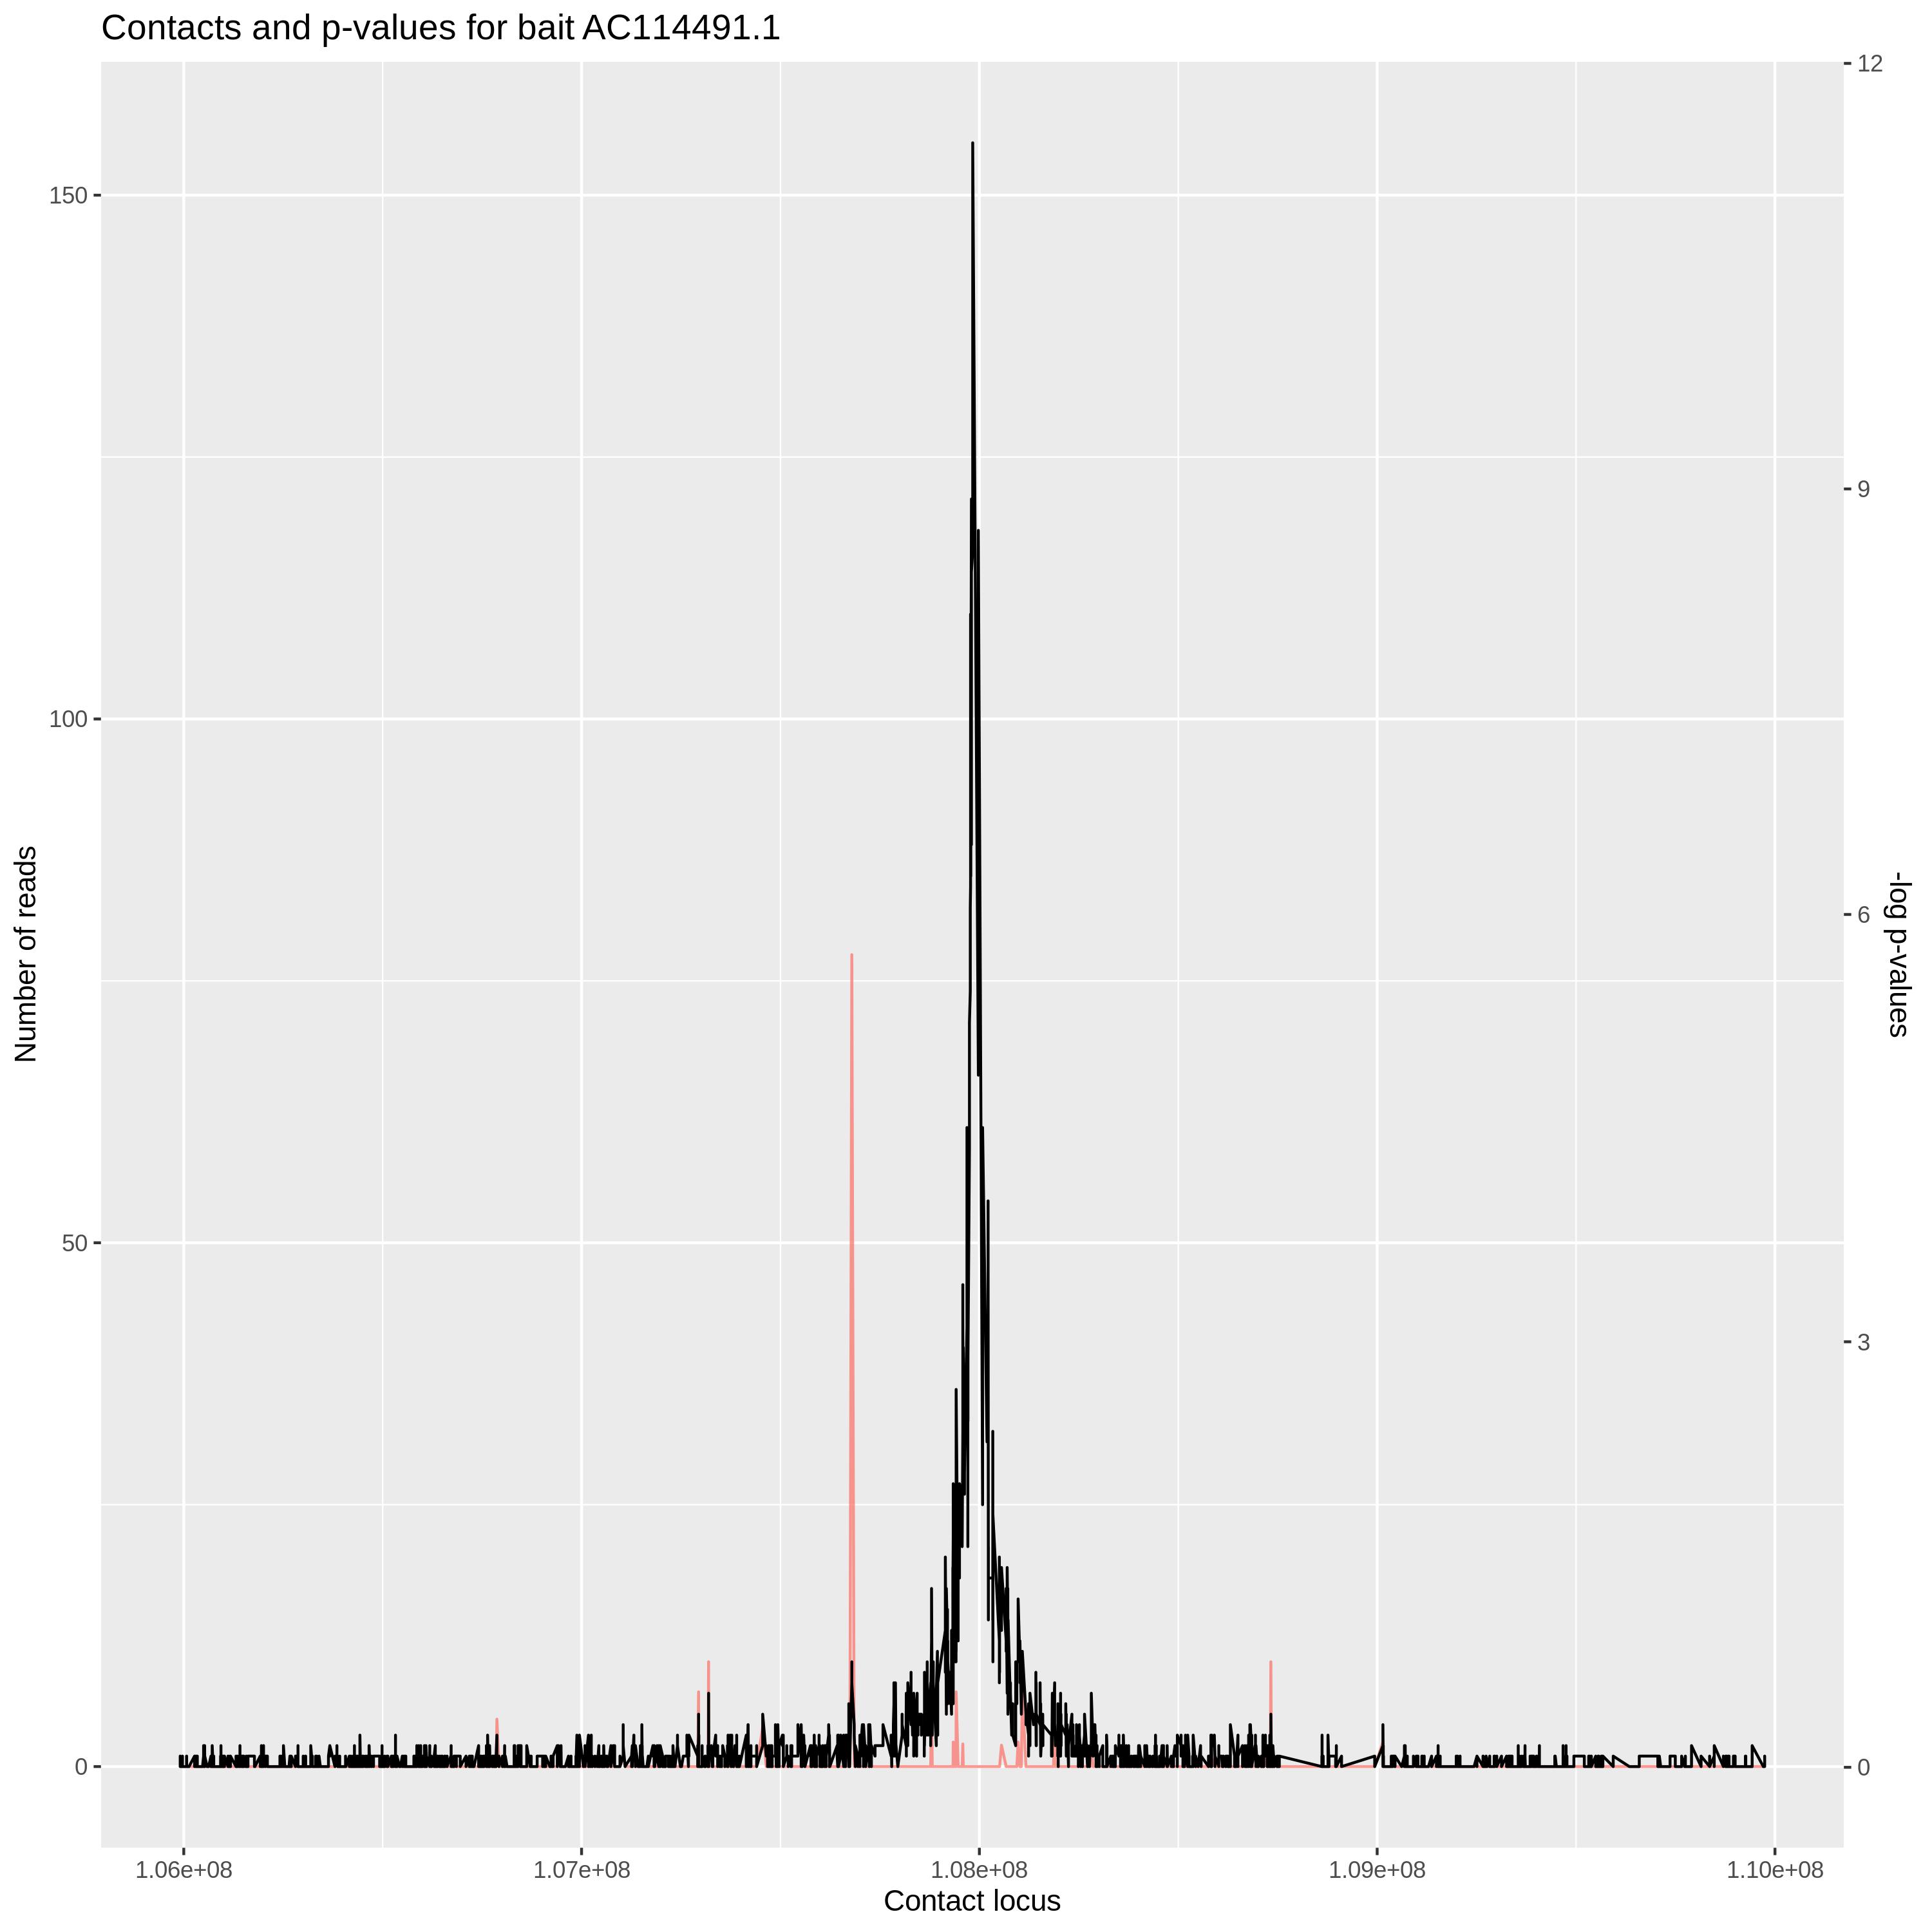 Contacts and p-values for bait AC114491.1
150
100
50
0
Number of reads
12
9
6
3
0
-log p-values
1.06e+08
1.07e+08
1.08e+08
1.09e+08
1.10e+08
Contact locus